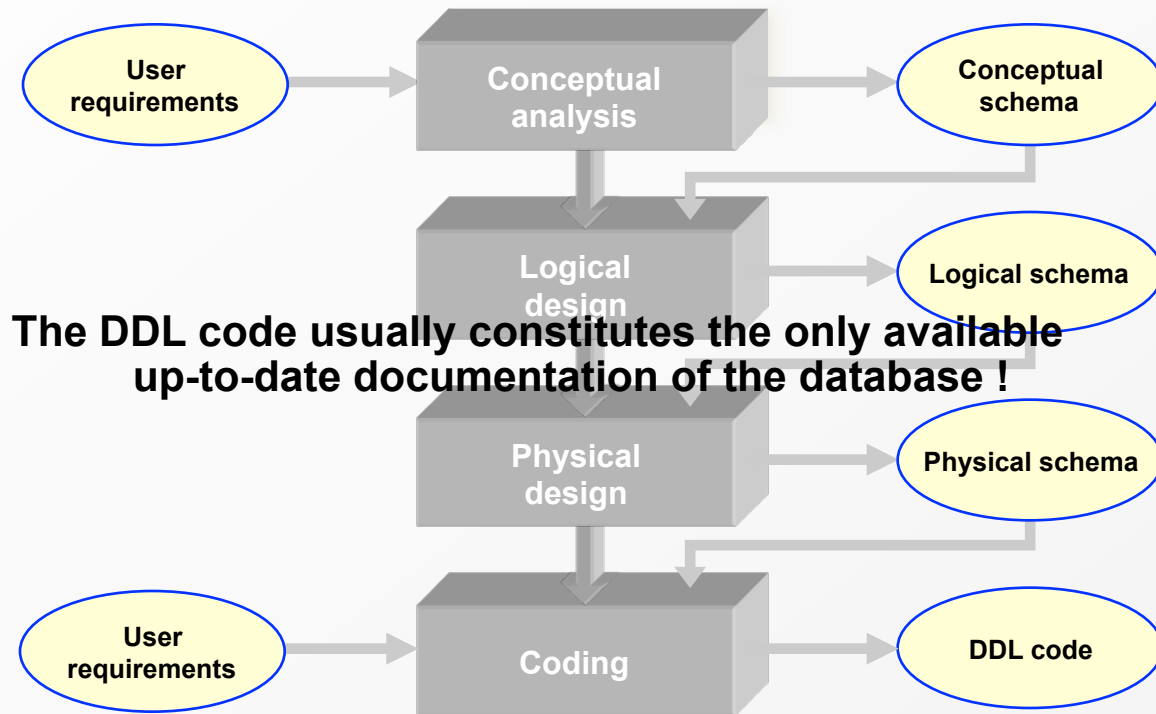 User
requirements
Conceptual
analysis
Conceptual
schema
Logical
design
Logical schema
The DDL code usually constitutes the only available
up-to-date documentation of the database !
Physical
design
Physical schema
User
requirements
Coding
DDL code